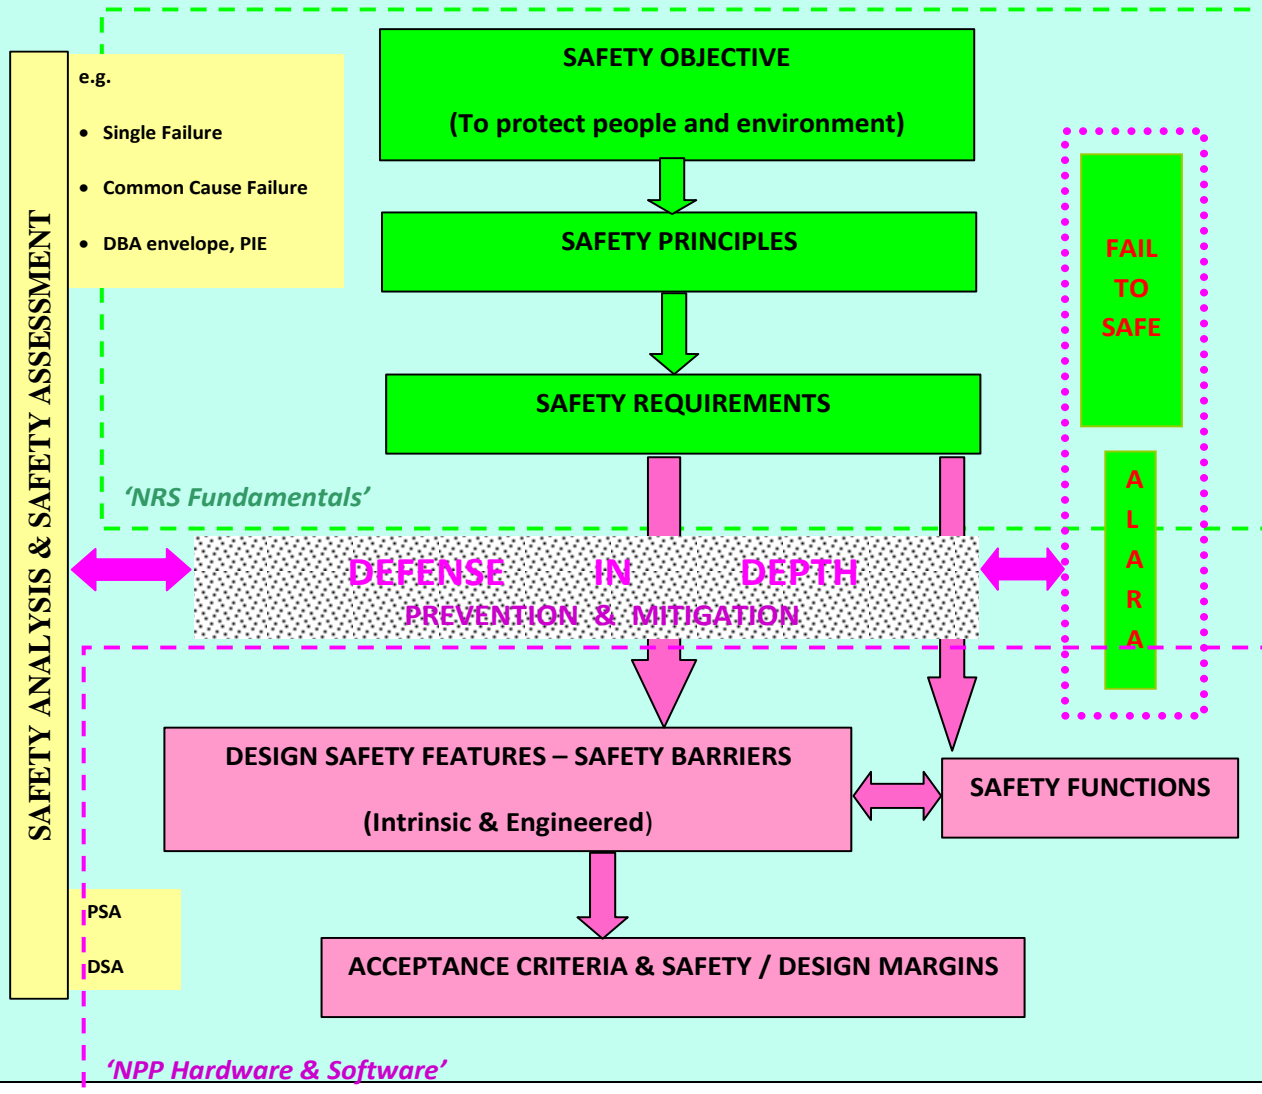 SAFETY ANALYSIS & SAFETY ASSESSMENT
e.g.
• Single Failure
• Common Cause Failure
• DBA envelope, PIE
SAFETY OBJECTIVE
(To protect people and environment)
SAFETY PRINCIPLES
SAFETY REQUIREMENTS
FAIL
TO
SAFE
A
L
A
R
A
‘NRS Fundamentals’
DEFENSE IN DEPTH
PREVENTION & MITIGATION
DESIGN SAFETY FEATURES – SAFETY BARRIERS
(Intrinsic & Engineered)
SAFETY FUNCTIONS
PSA
DSA
ACCEPTANCE CRITERIA & SAFETY / DESIGN MARGINS
‘NPP Hardware & Software’